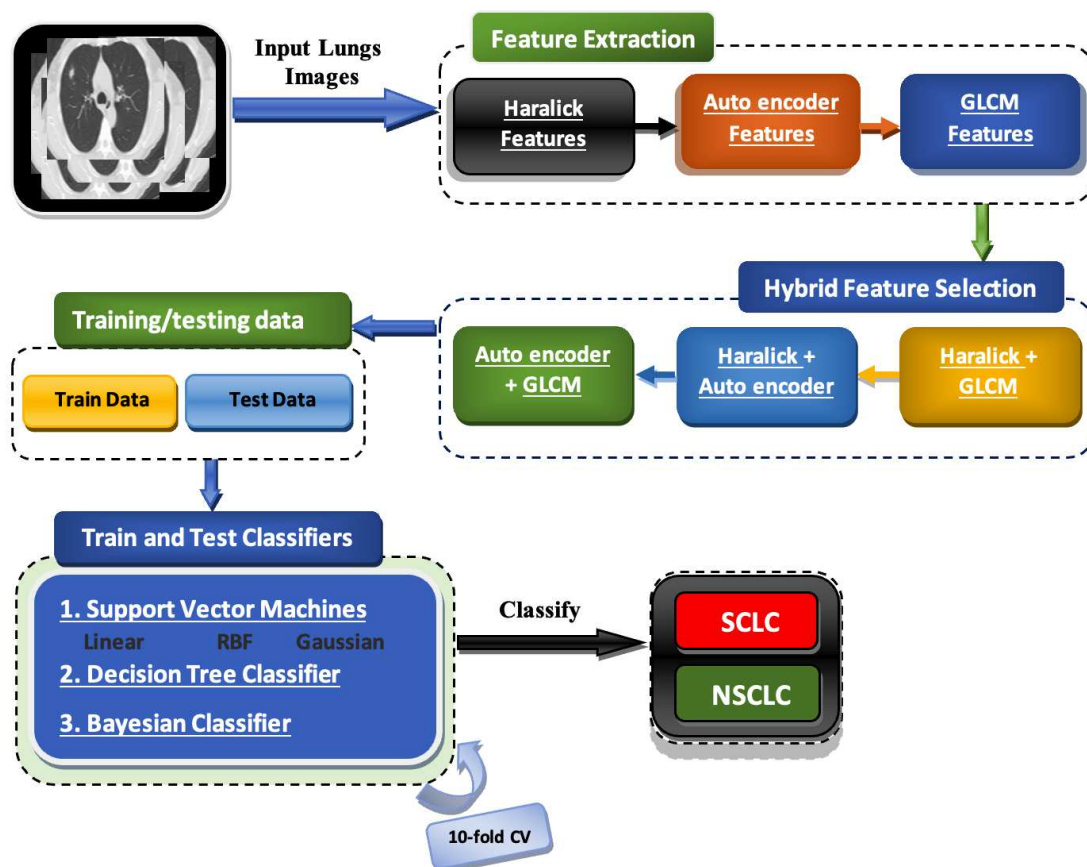 Input Lungs
Images
Feature Extraction
Haralick
Features
Auto encoder
Features
GLCM
Features
Hybrid Feature Selection
Haralick +
GLCM
Haralick +
Auto encoder
Auto encoder
+ GLCM
Training/testing data
Train Data
Test Data
Train and Test Classifiers
1. Support Vector Machines
Linear RBF Gaussian
2. Decision Tree Classifier
3. Bayesian Classifier
10-fold CV
Classify
SCLC
NSCLC